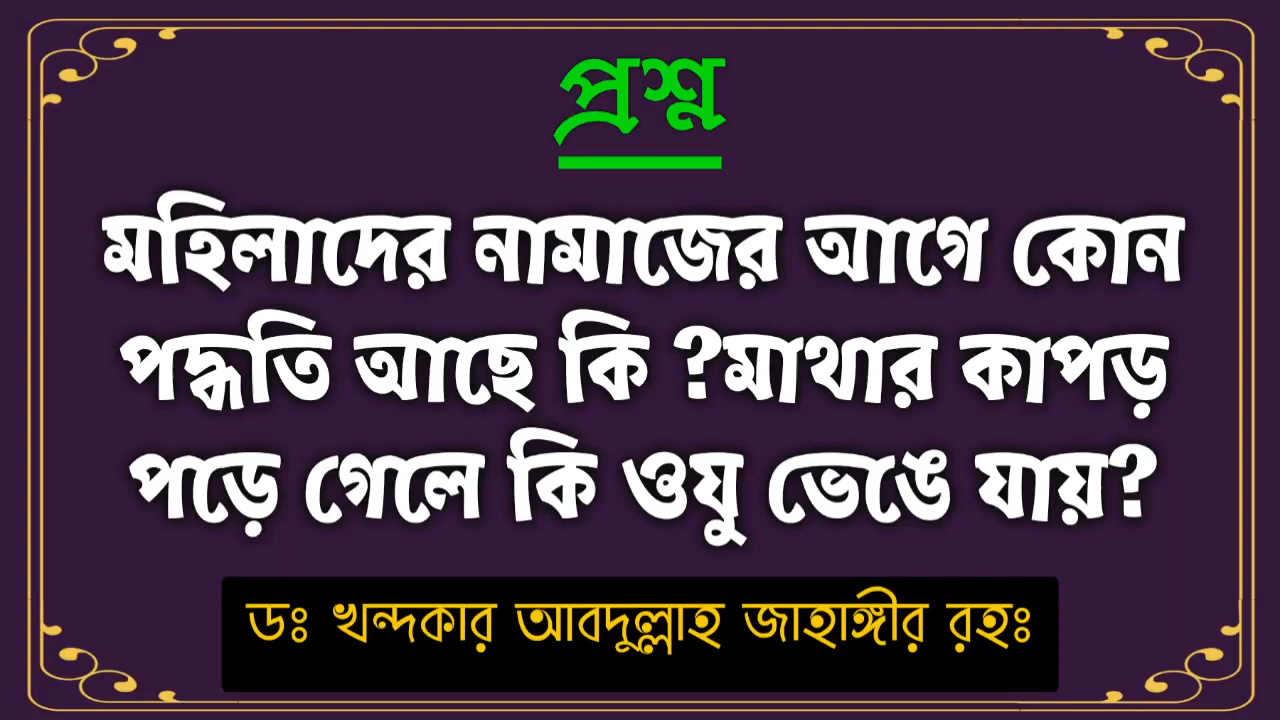 প্রশ্ন
মহিলাদের নামাজের আগে কোন
পদ্ধতি আছে কি ?মাথার কাপড়
পড়ে গেলে কি ওযু ভেঙে যায়?
ডঃ খন্দকার আবদুল্লাহ জাহাঙ্গীর রহঃ